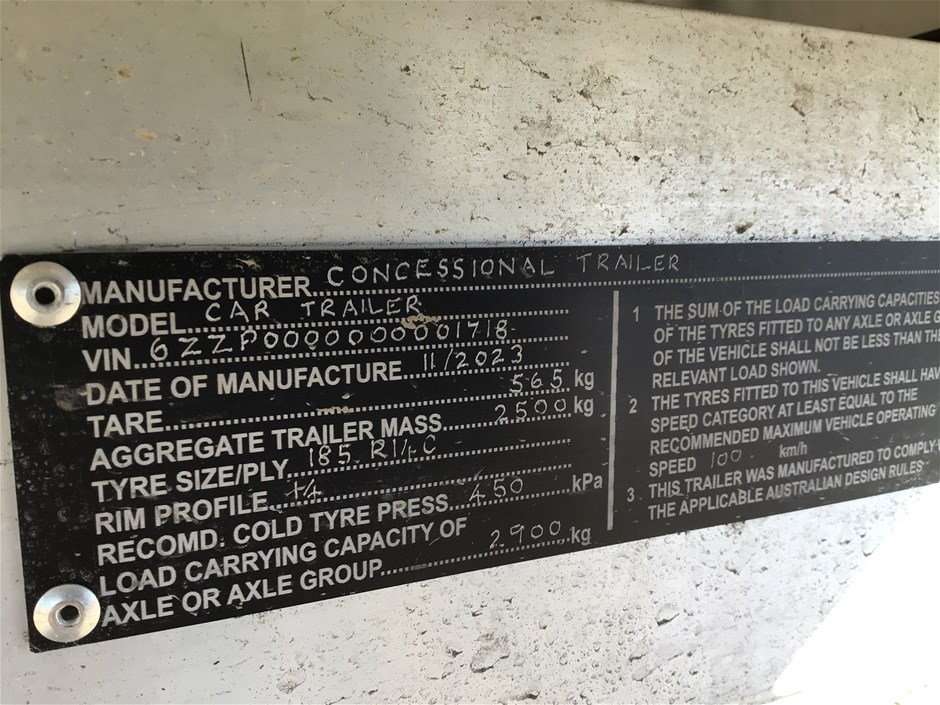 MANUFACTURER CONCESSIONAL TRAILER
MODEL CAR TRAILER
VIN 6ZZP0000000001718
DATE OF MANUFACTURE 11/2023
TARE 565 kg
AGGREGATE TRAILER MASS 2500 kg
TYRE SIZE/PLY 185 R14C
RIM PROFILE
RECOMD. COLD TYRE PRESS. 450 kPa
LOAD CARRYING CAPACITY OF
AXLE OR AXLE GROUP 2900 kg
1 THE SUM OF THE LOAD CARRYING CAPACITIES
OF THE TYRES FITTED TO ANY AXLE OR AXLE
OF THE VEHICLE SHALL NOT BE LESS THAN
RELEVANT LOAD SHOWN.
2 THE TYRES FITTED TO THIS VEHICLE SHALL
SPEED CATEGORY AT LEAST EQUAL TO THE
RECOMMENDED MAXIMUM VEHICLE OPERATING
SPEED 100 km/h
3 THIS TRAILER WAS MANUFACTURED TO COMPLY
THE APPLICABLE AUSTRALIAN DESIGN RULES